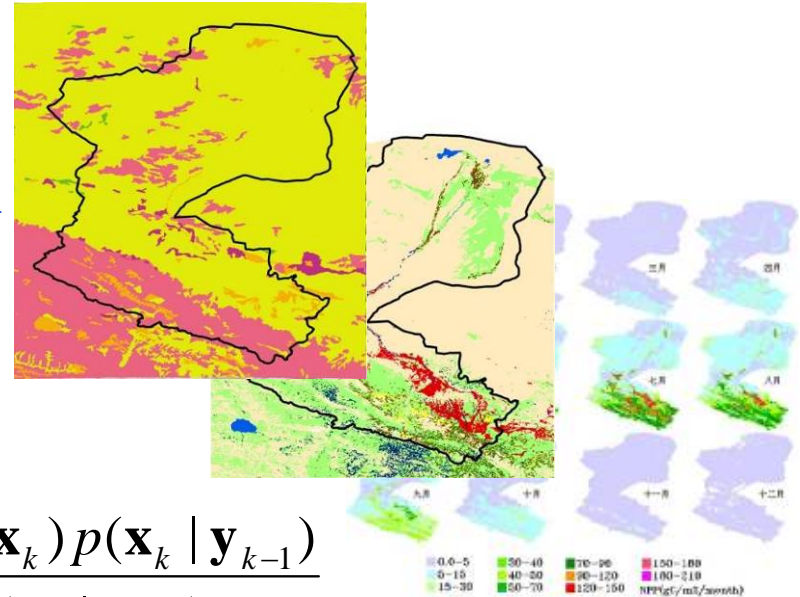 三月
四月
七月
八月
九月
十月
十一月
十二月
x_k) p(x_k | y_{k-1})
0.0-5
5-15
15-30
30-40
40-50
50-70
70-90
90-120
120-150
150-180
180-210
NPP(gC/m2/month)